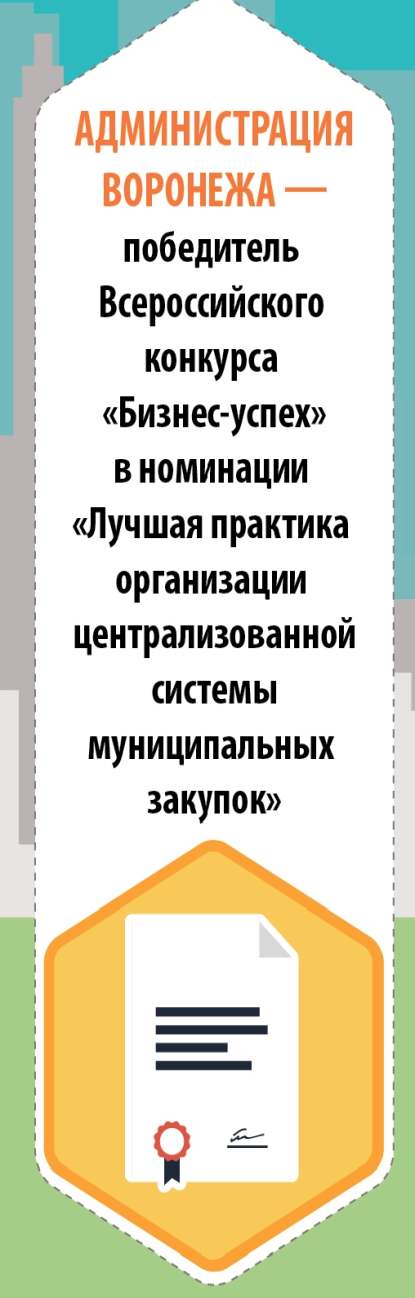 АДМИНИСТРАЦИЯ
ВОРОНЕЖА —
победитель
Всероссийского
конкурса
«Бизнес-успех»
в номинации
«Лучшая практика
организации
централизованной
системы
муниципальных
закупок»